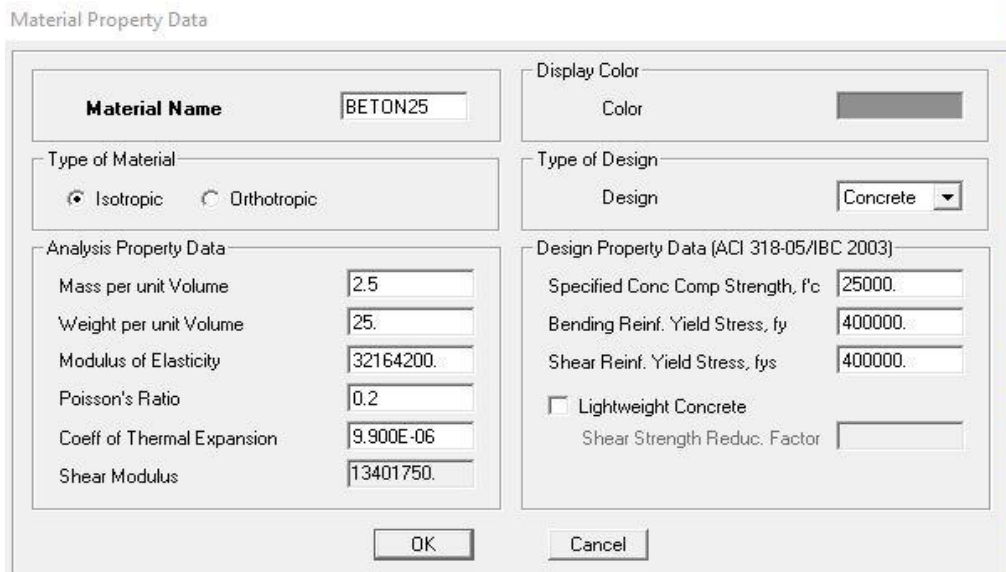 Material Property Data
Material Name BETON25
Display Color
Color
Type of Material
Isotropic Orthotropic
Type of Design
Design Concrete
Analysis Property Data
Mass per unit Volume 2.5
Weight per unit Volume 25.
Modulus of Elasticity 32164200.
Poisson's Ratio 0.2
Coeff of Thermal Expansion 9.900E-06
Shear Modulus 13401750.
Design Property Data (ACI 318-05/IBC 2003)
Specified Conc Comp Strength, f'c 25000.
Bending Reinf. Yield Stress, fy 400000.
Shear Reinf. Yield Stress, fys 400000.
Lightweight Concrete
Shear Strength Reduc. Factor
OK Cancel